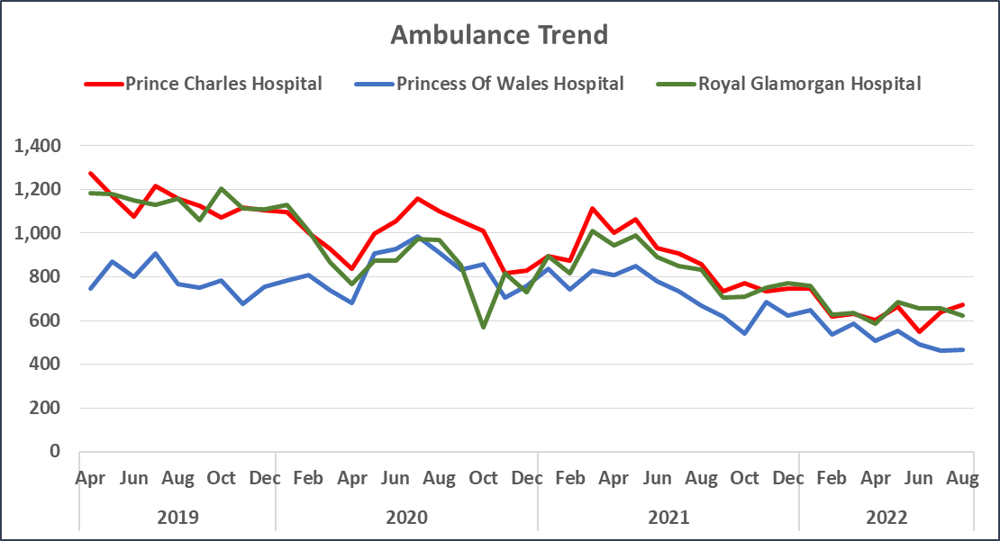 Ambulance Trend
Prince Charles Hospital Princess Of Wales Hospital Royal Glamorgan Hospital
1,400
1,200
1,000
800
600
400
200
0
Apr Jun Aug Oct Dec Feb Apr Jun Aug Oct Dec Feb Apr Jun Aug Oct Dec Feb Apr Jun Aug
2019 2020 2021 2022